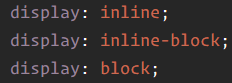 display: inline;
display: inline-block;
display: block;